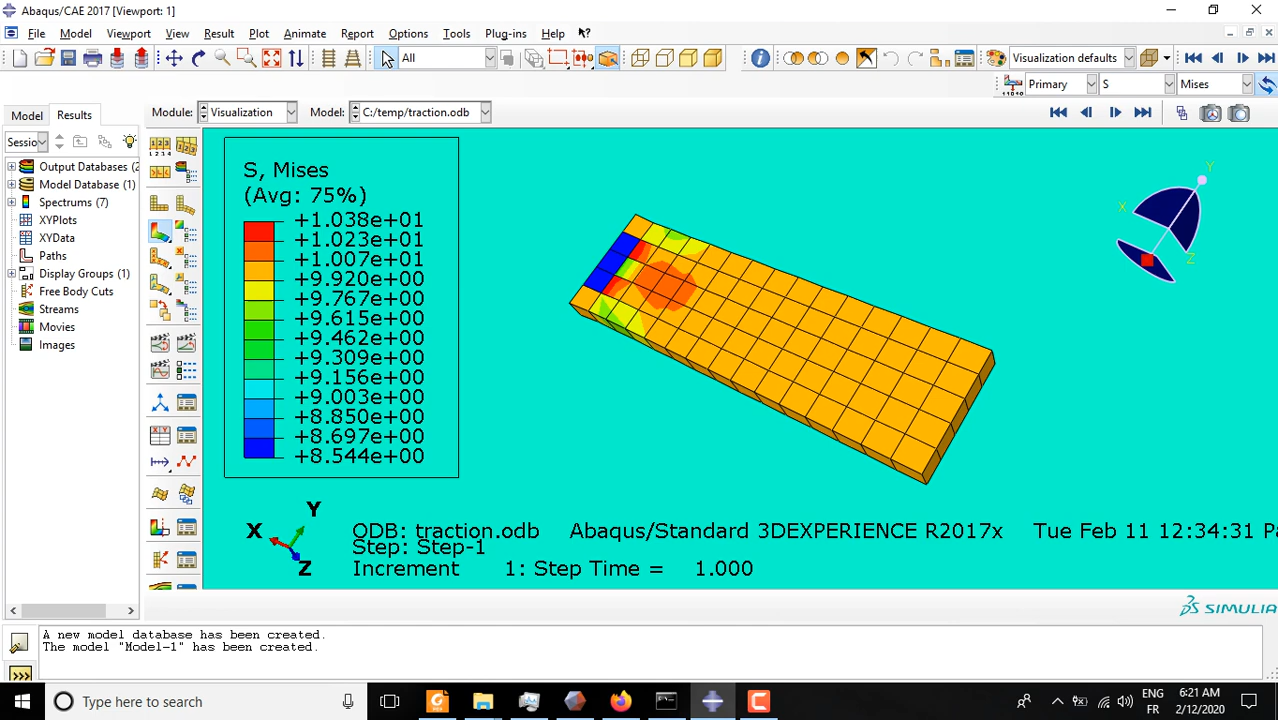 Abaqus/CAE 2017 [Viewport: 1]
File Model Viewport View Result Plot Animate Report Options Tools Plug-ins Help
All
Visualization defaults
Primary S Mises
Model Results
Module: Visualization Model: C:/temp/traction.odb
Sessio
Output Databases (2
Model Database (1)
Spectrums (7)
XYPlots
XYData
Paths
Display Groups (1)
Free Body Cuts
Streams
Movies
Images
S, Mises
(Avg: 75%)
+1.038e+01
+1.023e+01
+1.007e+01
+9.920e+00
+9.767e+00
+9.615e+00
+9.462e+00
+9.309e+00
+9.156e+00
+9.003e+00
+8.850e+00
+8.697e+00
+8.544e+00
Y
X
Z
Y
X
Z
ODB: traction.odb Abaqus/Standard 3DEXPERIENCE R2017x Tue Feb 11 12:34:31 Pa
Step: Step-1
Increment 1: Step Time = 1.000
SIMULIA
A new model database has been created.
The model "Model-1" has been created.
>>>
Type here to search
ENG
FR
6:21 AM
2/12/2020